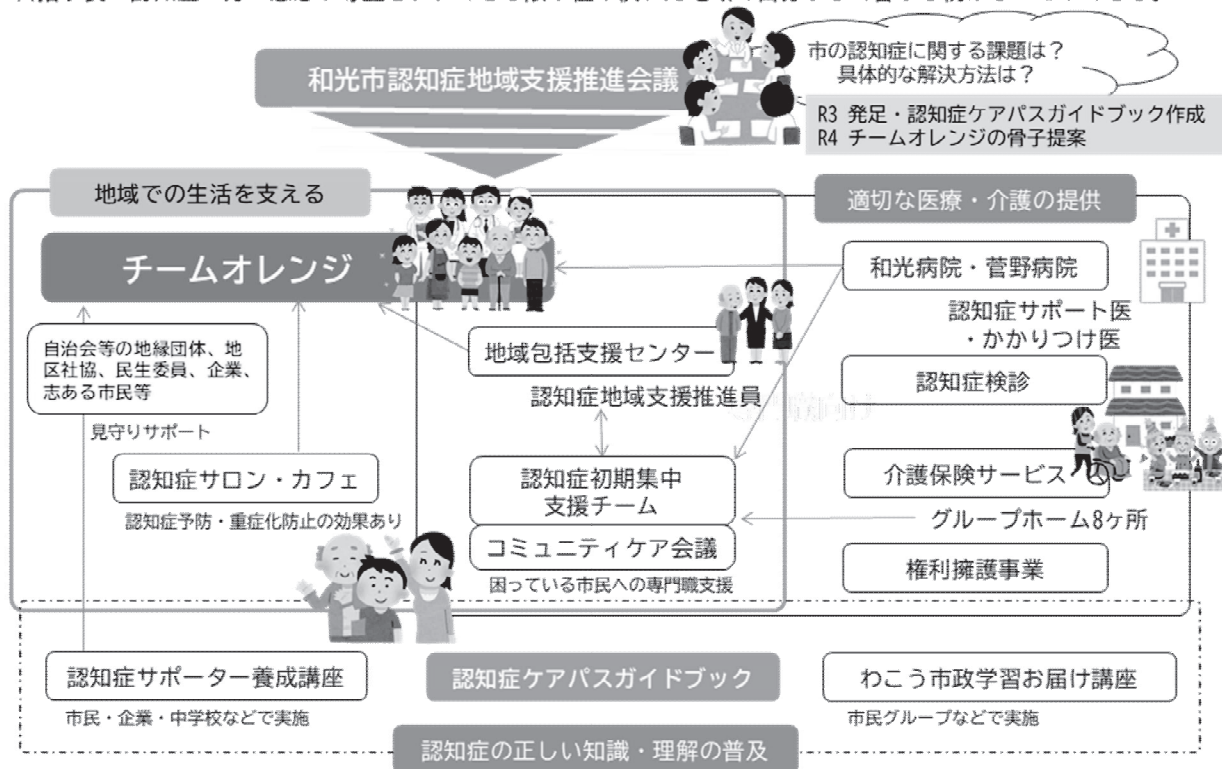 和光市認知症地域支援推進会議
市の認知症に関する課題は？
具体的な解決方法は？
R3 発足・認知症ケアパスガイドブック作成
R4 チームオレンジの骨子提案
地域での生活を支える
チームオレンジ
自治会等の地縁団体、地
区社協、民生委員、企業、
志ある市民等
見守りサポート
認知症サロン・カフェ
認知症予防・重症化防止の効果あり
地域包括支援センター
認知症地域支援推進員
認知症初期集中
支援チーム
コミュニティケア会議
困っている市民への専門職支援
適切な医療・介護の提供
和光病院・菅野病院
認知症サポート医
・かかりつけ医
認知症検診
介護保険サービス
グループホーム8ヶ所
権利擁護事業
認知症サポーター養成講座
市民・企業・中学校などで実施
認知症ケアパスガイドブック
わこう市政学習お届け講座
市民グループなどで実施
認知症の正しい知識・理解の普及